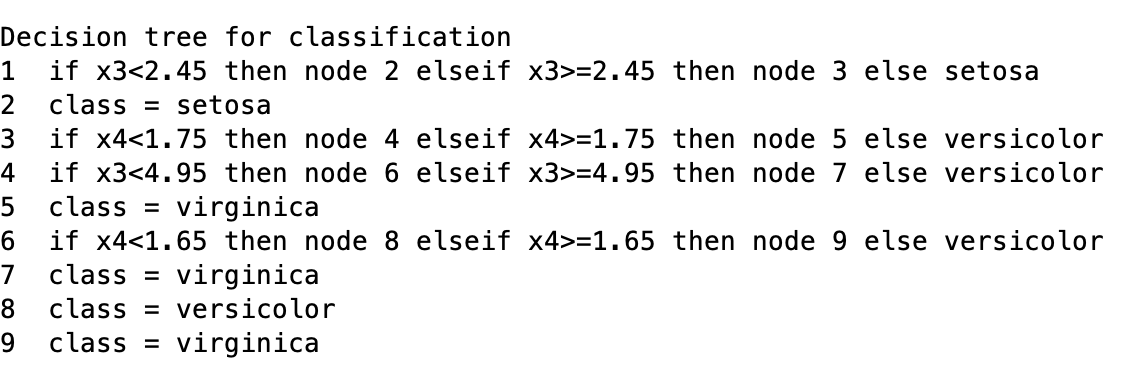 Decision tree for classification
1  if x3<2.45 then node 2 elseif x3>=2.45 then node 3 else setosa
2  class = setosa
3  if x4<1.75 then node 4 elseif x4>=1.75 then node 5 else versicolor
4  if x3<4.95 then node 6 elseif x3>=4.95 then node 7 else versicolor
5  class = virginica
6  if x4<1.65 then node 8 elseif x4>=1.65 then node 9 else versicolor
7  class = virginica
8  class = versicolor
9  class = virginica